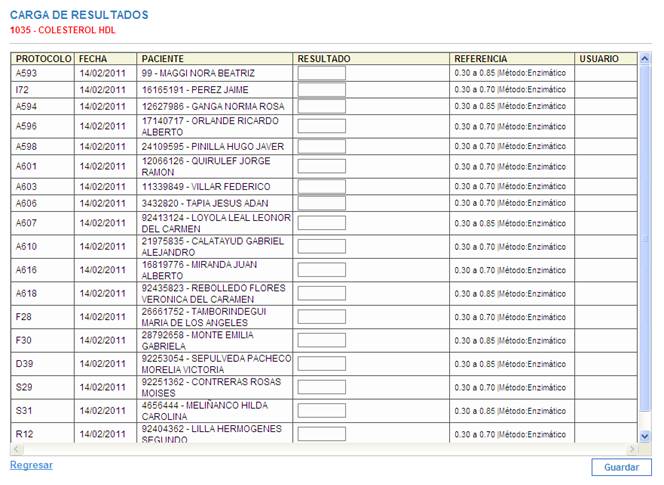 CARGA DE RESULTADOS
1035 - COLESTEROL HDL
PROTOCOLO FECHA PACIENTE RESULTADO REFERENCIA USUARIO
A593 14/02/2011 99 - MAGGI NORA BEATRIZ 0.30 a 0.85 |Método:Enzimático
I72 14/02/2011 16165191 - PEREZ JAIME 0.30 a 0.70 |Método:Enzimático
A594 14/02/2011 12627986 - GANGA NORMA ROSA 0.30 a 0.85 |Método:Enzimático
A596 14/02/2011 17140717 - ORLANDE RICARDO
ALBERTO 0.30 a 0.70 |Método:Enzimático
A598 14/02/2011 24109595 - PINILLA HUGO JAVER 0.30 a 0.70 |Método:Enzimático
A601 14/02/2011 12066126 - QUIRULEF JORGE
RAMON 0.30 a 0.70 |Método:Enzimático
A603 14/02/2011 11339849 - VILLAR FEDERICO 0.30 a 0.70 |Método:Enzimático
A606 14/02/2011 3432820 - TAPIA JESUS ADAN 0.30 a 0.70 |Método:Enzimático
A607 14/02/2011 92413124 - LOYOLA LEAL LEONOR
DEL CARMEN 0.30 a 0.85 |Método:Enzimático
A610 14/02/2011 21975835 - CALATAYUD GABRIEL
ALEJANDRO 0.30 a 0.70 |Método:Enzimático
A616 14/02/2011 16819776 - MIRANDA JUAN
ALBERTO 0.30 a 0.70 |Método:Enzimático
A618 14/02/2011 92435823 - REBOLLEDO FLORES
VERONICA DEL CARAMEN 0.30 a 0.85 |Método:Enzimático
F28 14/02/2011 26661752 - TAMBORINDEGUI
MARIA DE LOS ANGELES 0.30 a 0.70 |Método:Enzimático
F30 14/02/2011 28792658 - MONTE EMILIA
GABRIELA 0.30 a 0.85 |Método:Enzimático
D39 14/02/2011 92253054 - SEPULVEDA PACHECO
MORELIA VICTORIA 0.30 a 0.85 |Método:Enzimático
S29 14/02/2011 92251362 - CONTRERAS ROSAS
MOISES 0.30 a 0.70 |Método:Enzimático
S31 14/02/2011 4656444 - MELIÑANCO HILDA
CAROLINA 0.30 a 0.85 |Método:Enzimático
R12 14/02/2011 92404362 - LILLA HERMOGENES
SEGUNDO 0.30 a 0.70 |Método:Enzimático
Regresar Guardar